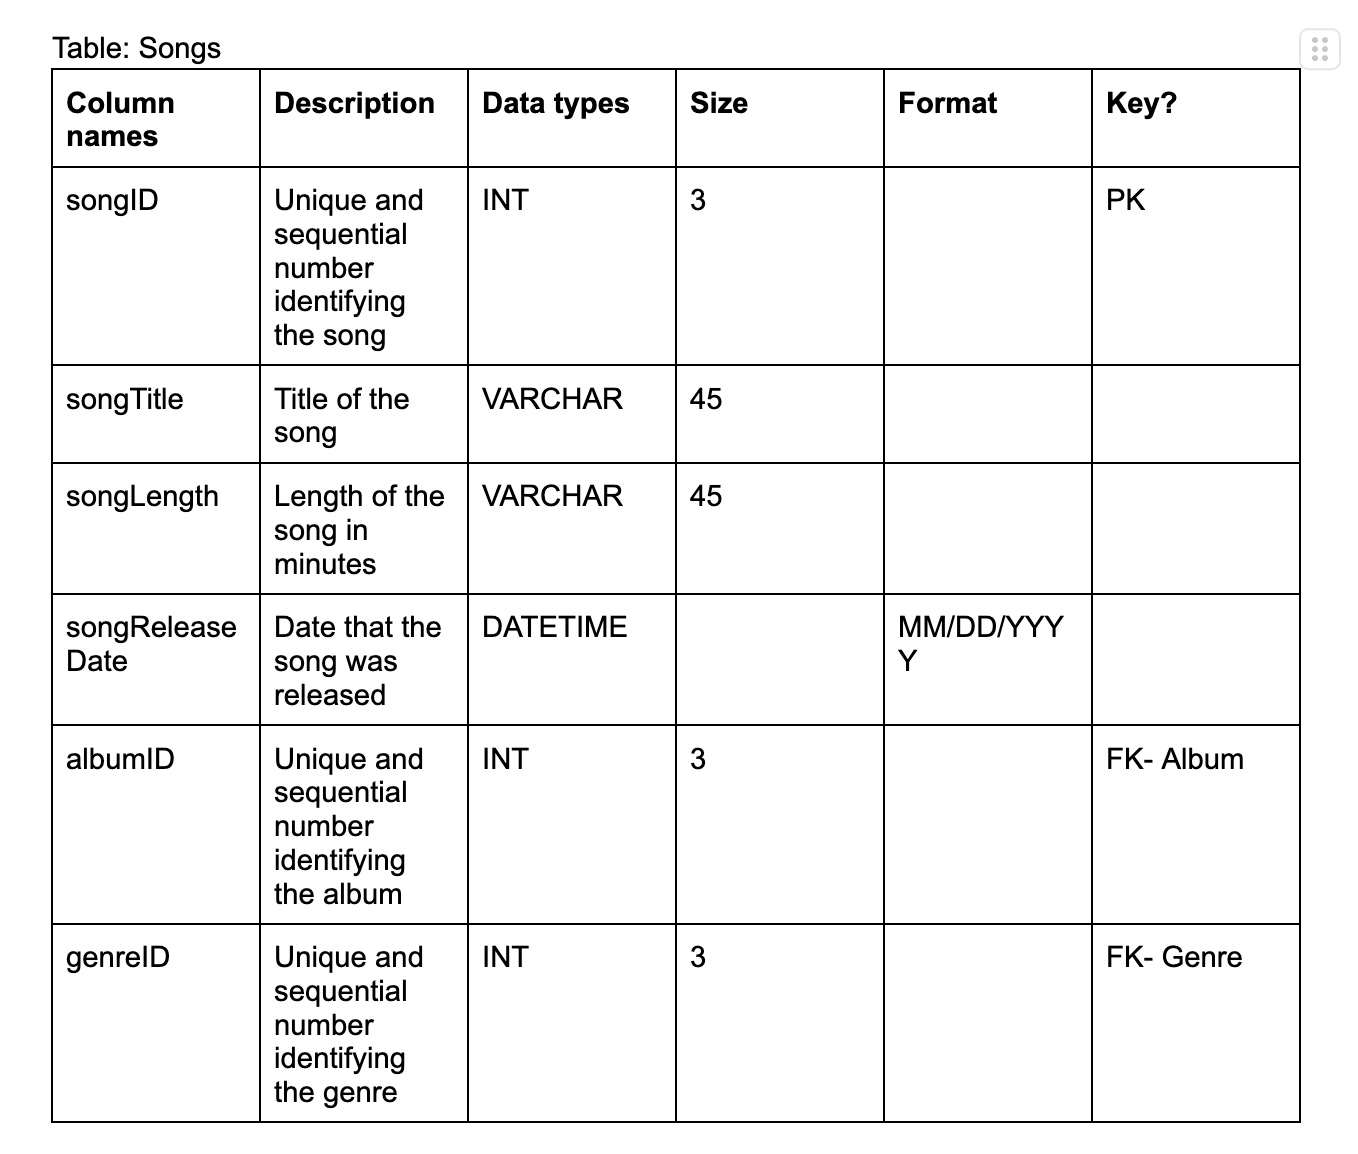 Table: Songs
Column names | Description | Data types | Size | Format | Key?
songID | Unique and sequential number identifying the song | INT | 3 | | PK
songTitle | Title of the song | VARCHAR | 45 | |
songLength | Length of the song in minutes | VARCHAR | 45 | |
songRelease Date | Date that the song was released | DATETIME | | MM/DD/YYYY |
albumID | Unique and sequential number identifying the album | INT | 3 | | FK- Album
genreID | Unique and sequential number identifying the genre | INT | 3 | | FK- Genre